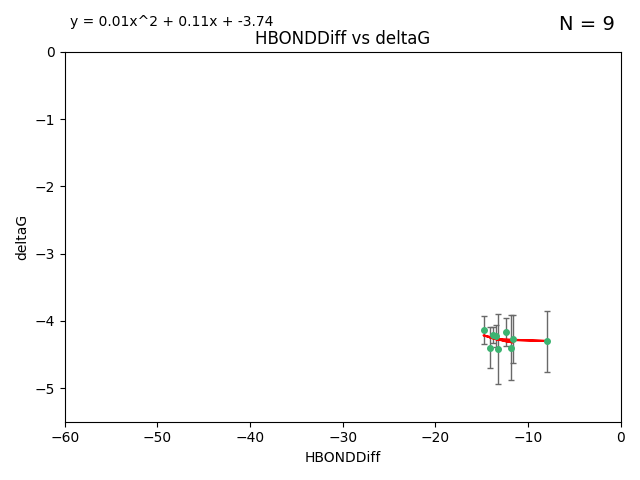 y = 0.01x^2 + 0.11x + -3.74
N = 9
HBONDDiff vs deltaG
0
−1
−2
−3
−4
−5
deltaG
−60
−50
−40
−30
−20
−10
0
HBONDDiff